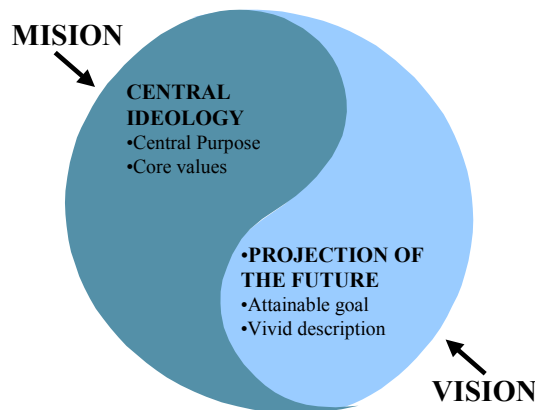 MISION
CENTRAL
IDEOLOGY
•Central Purpose
•Core values
•PROJECTION OF
THE FUTURE
•Attainable goal
•Vivid description
VISION